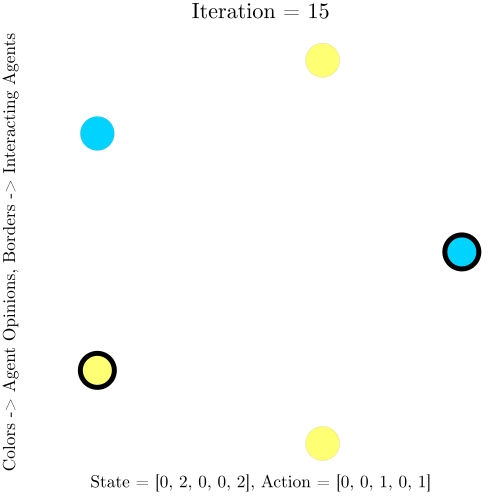 Iteration = 15
Colors -> Agent Opinions, Borders -> Interacting Agents
State = [0, 2, 0, 0, 2], Action = [0, 0, 1, 0, 1]